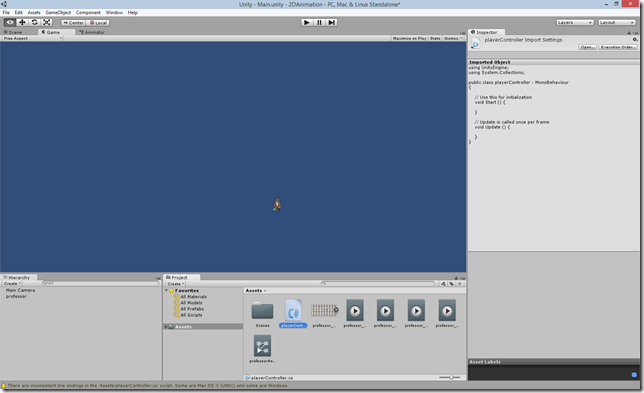 Unity - Main.unity - 2DAnimation - PC, Mac & Linux Standalone*
File Edit Assets GameObject Component Window Help
Center Local
Layers Layout
Scene Game Animator
Free Aspect Maximize on Play Stats Gizmos
Inspector
playerController Import Settings
Open... Execution Order...
Imported Object
using UnityEngine;
using System.Collections;
public class playerController : MonoBehaviour
{
// Use this for initialization
void Start () {
}
// Update is called once per frame
void Update () {
}
}
Hierarchy
Create All
Main Camera
professor
Project
Create
Favorites
All Materials
All Models
All Prefabs
All Scripts
Assets
Assets
Scenes playerCont... professor_... professor_... professor_... professor_... professor_...
professorAn...
playerController.cs
Asset Labels
There are inconsistent line endings in the 'Assets/playerController.cs' script. Some are Mac OS X (UNIX) and some are Windows.